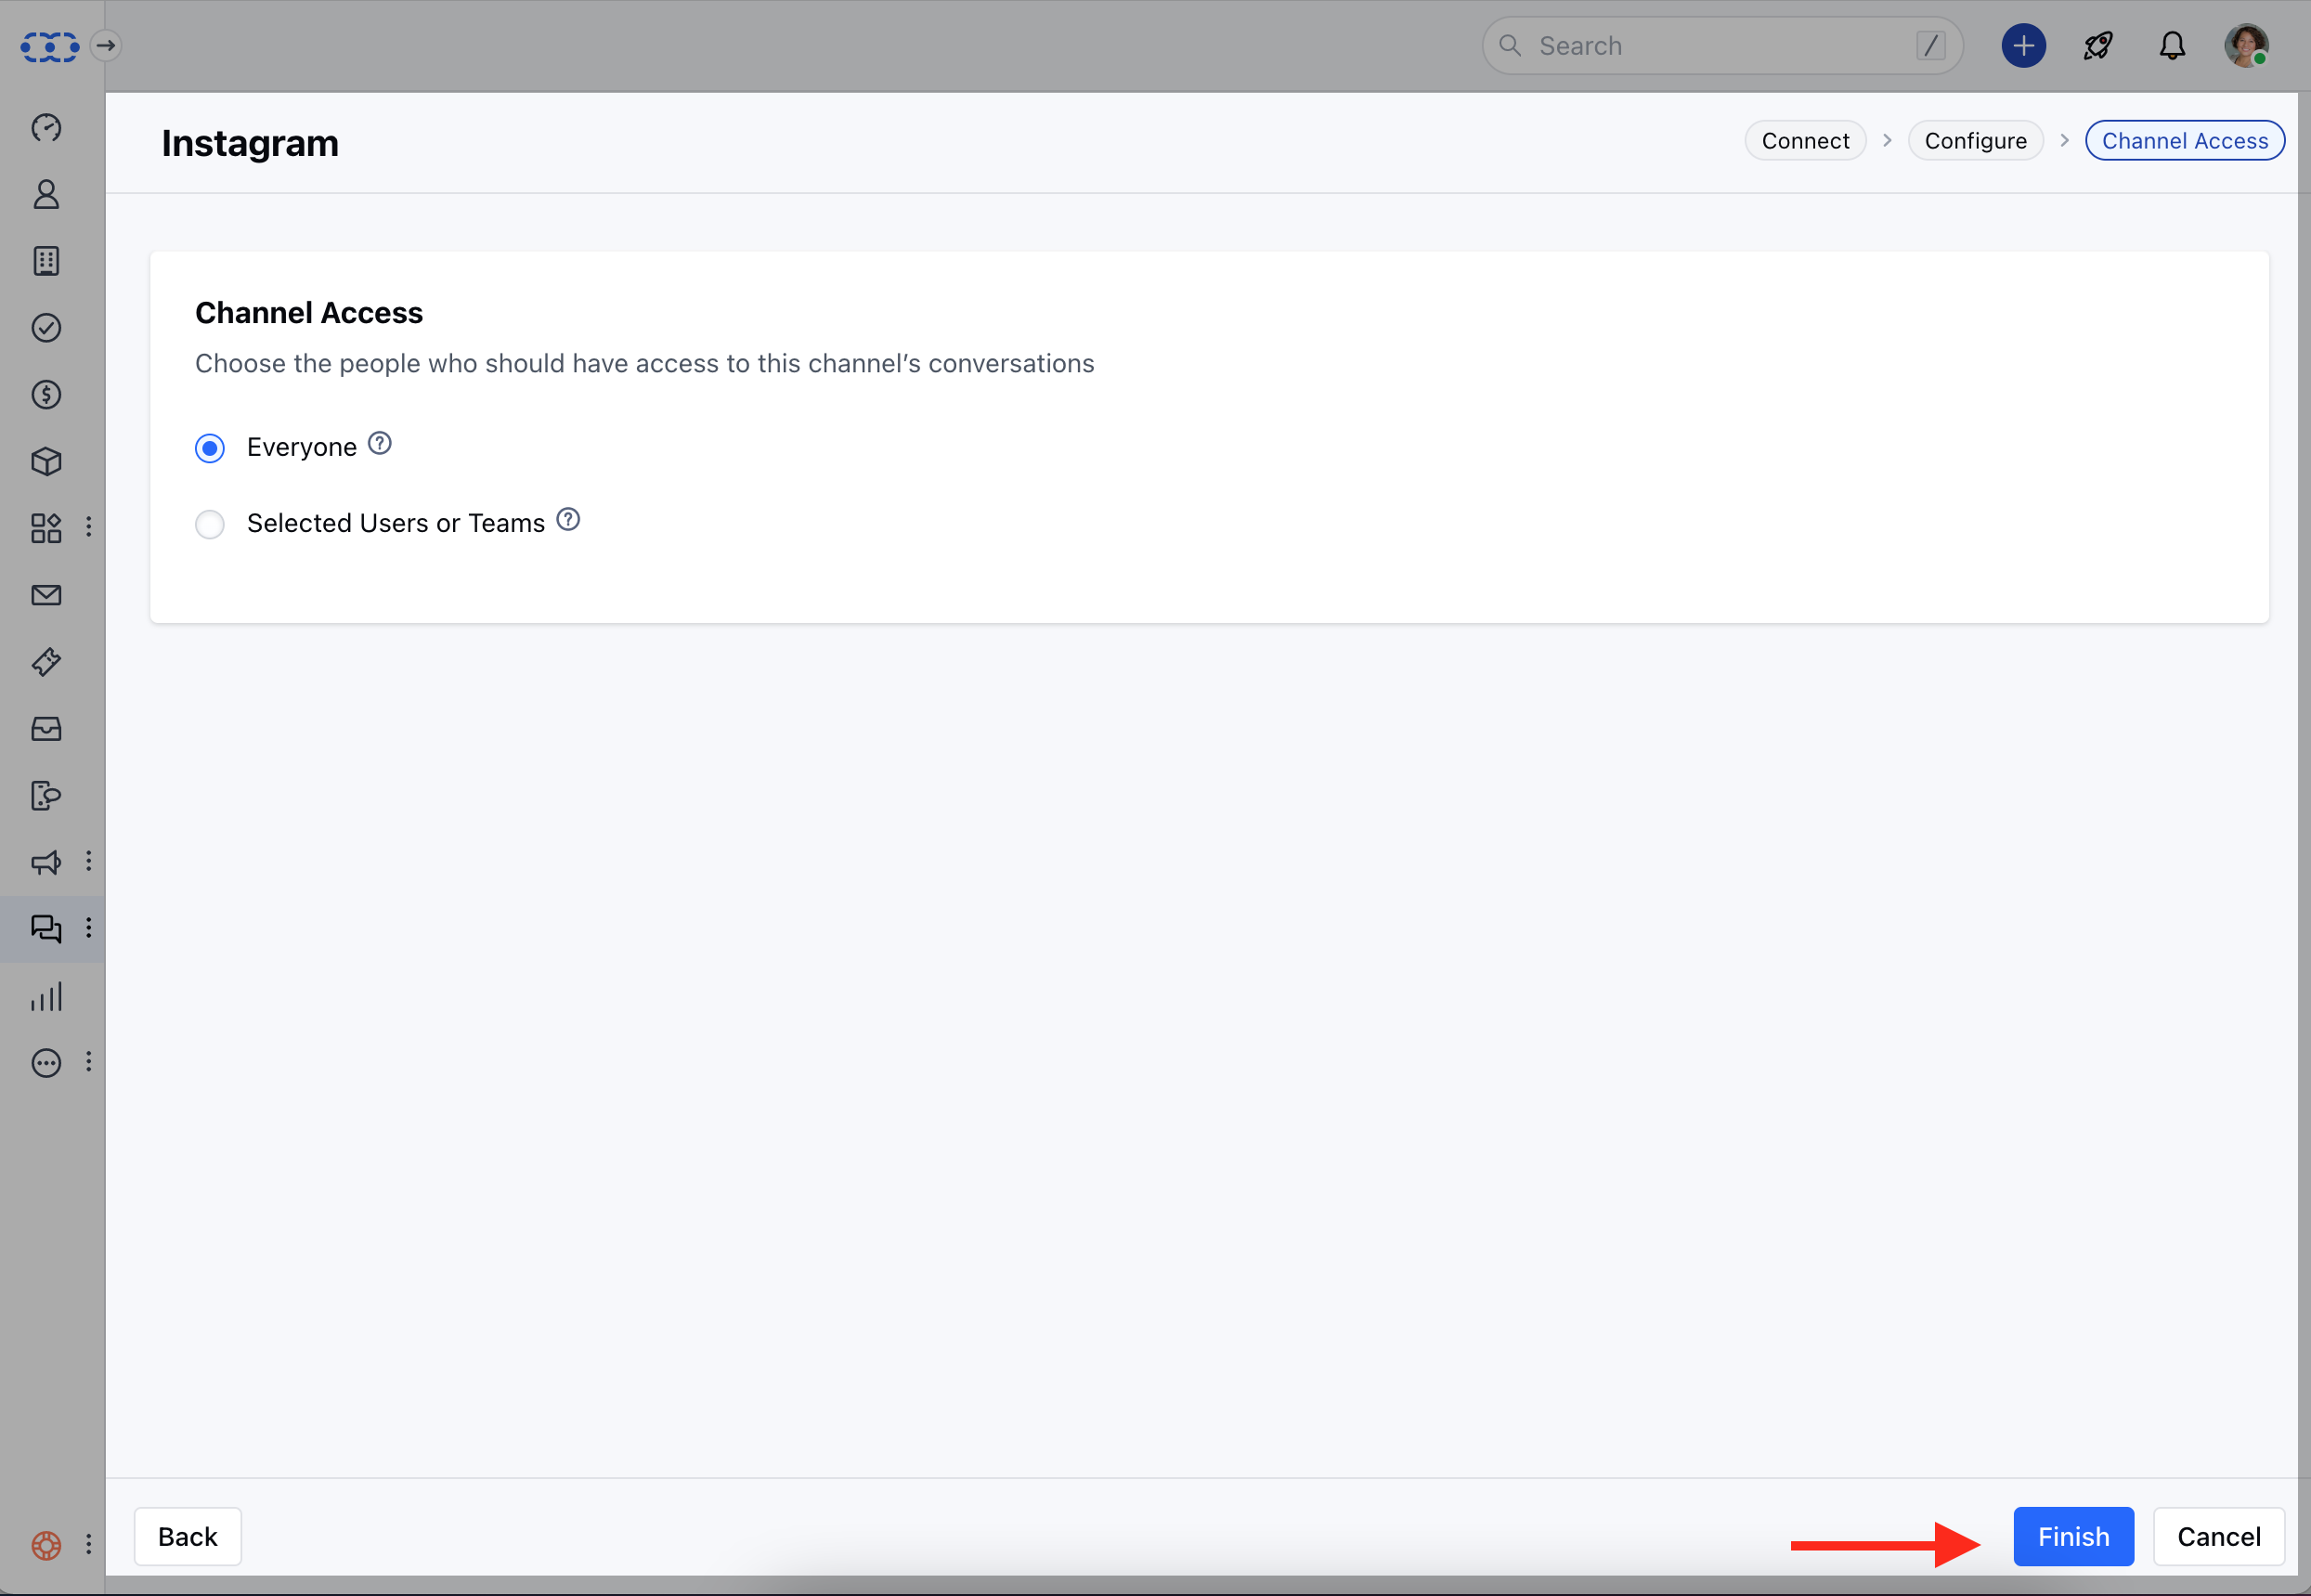 Search /
Instagram
Connect
Configure
Channel Access
Channel Access
Choose the people who should have access to this channel’s conversations
Everyone
Selected Users or Teams
Back
Finish
Cancel